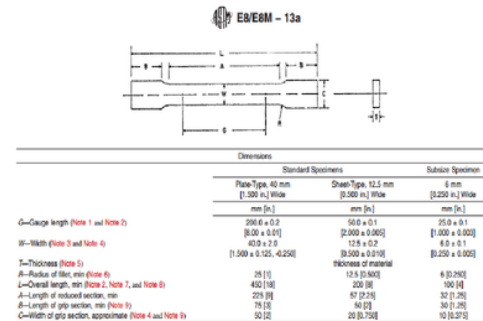 ASTM E8/E8M – 13a
L
B A B
W C
R T
G
Dimensions
Standard Specimens Subsize Specimen
Plate-Type, 40 mm Sheet-Type, 12.5 mm 6 mm
[1.500 in.] Wide [0.500 in.] Wide [0.250 in.] Wide
mm [in.] mm [in.] mm [in.]
G—Gauge length (Note 1 and Note 2) 200.0 ± 0.2 50.0 ± 0.1 25.0 ± 0.1
[8.00 ± 0.01] [2.000 ± 0.005] [1.000 ± 0.003]
W—Width (Note 3 and Note 4) 40.0 ± 2.0 12.5 ± 0.2 6.0 ± 0.1
[1.500 ± 0.125, -0.250] [0.500 ± 0.010] [0.250 ± 0.005]
T—Thickness (Note 5) thickness of material
R—Radius of fillet, min (Note 6) 25 [1] 12.5 [0.500] 6 [0.250]
L—Overall length, min (Note 2, Note 7, and Note 8) 450 [18] 200 [8] 100 [4]
A—Length of reduced section, min 225 [9] 57 [2.25] 32 [1.25]
B—Length of grip section, min (Note 9) 75 [3] 50 [2] 30 [1.25]
C—Width of grip section, approximate (Note 4 and Note 9) 50 [2] 20 [0.750] 10 [0.375]